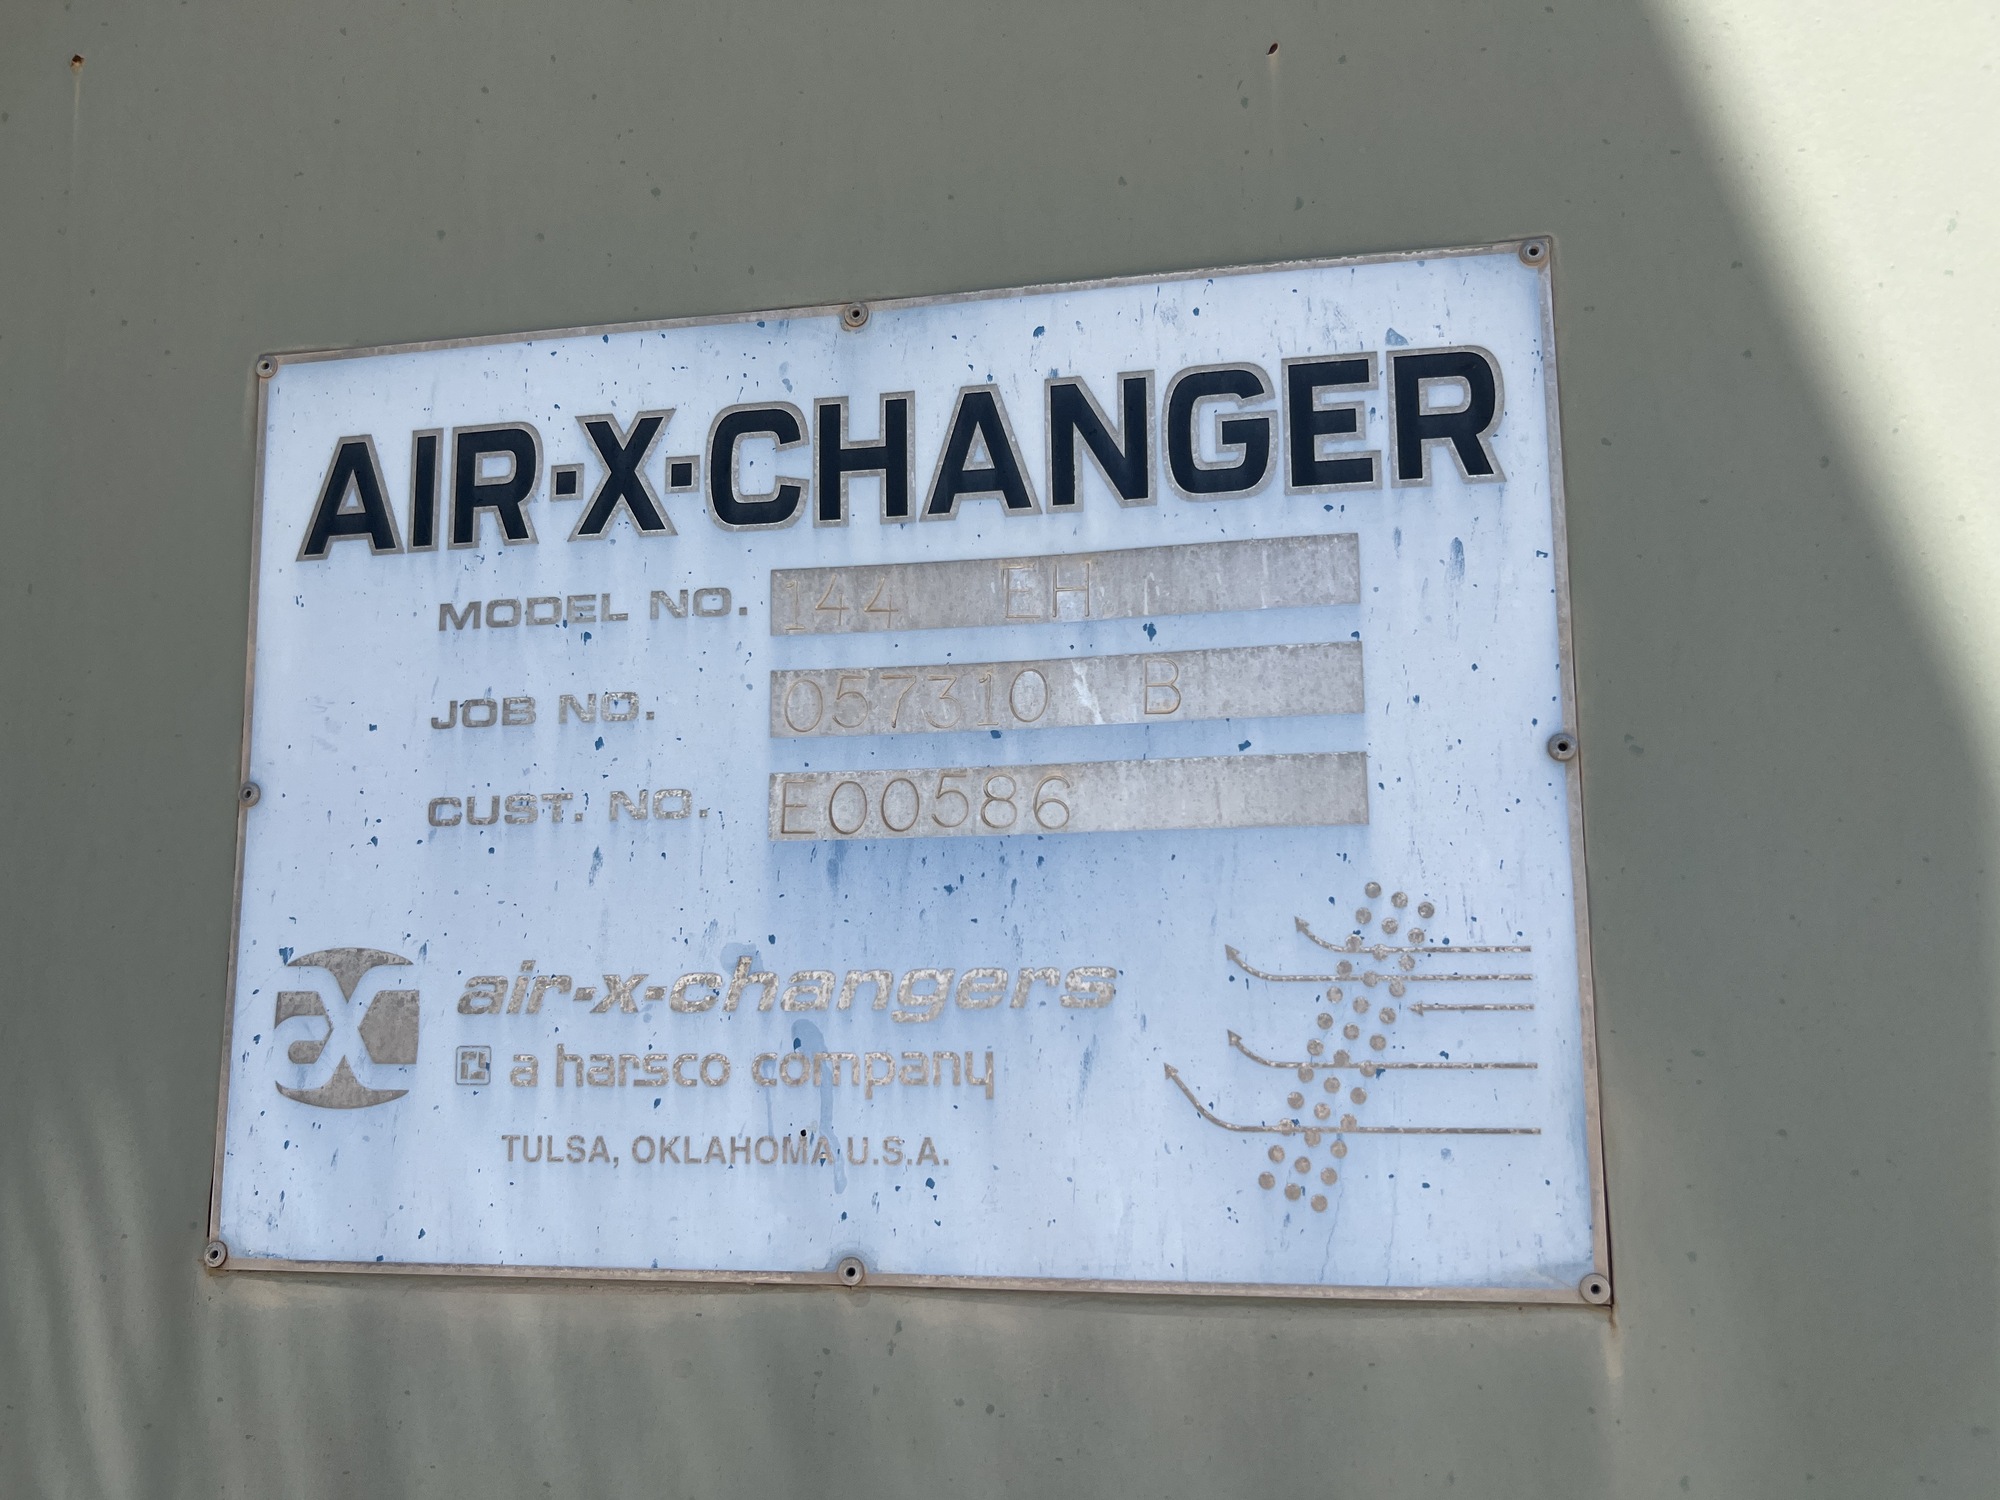 AIR·X·CHANGER
MODEL NO. 144 EH
JOB NO. 057310 B
CUST. NO. E00586
air-x-changers
a harsco company
TULSA, OKLAHOMA U.S.A.